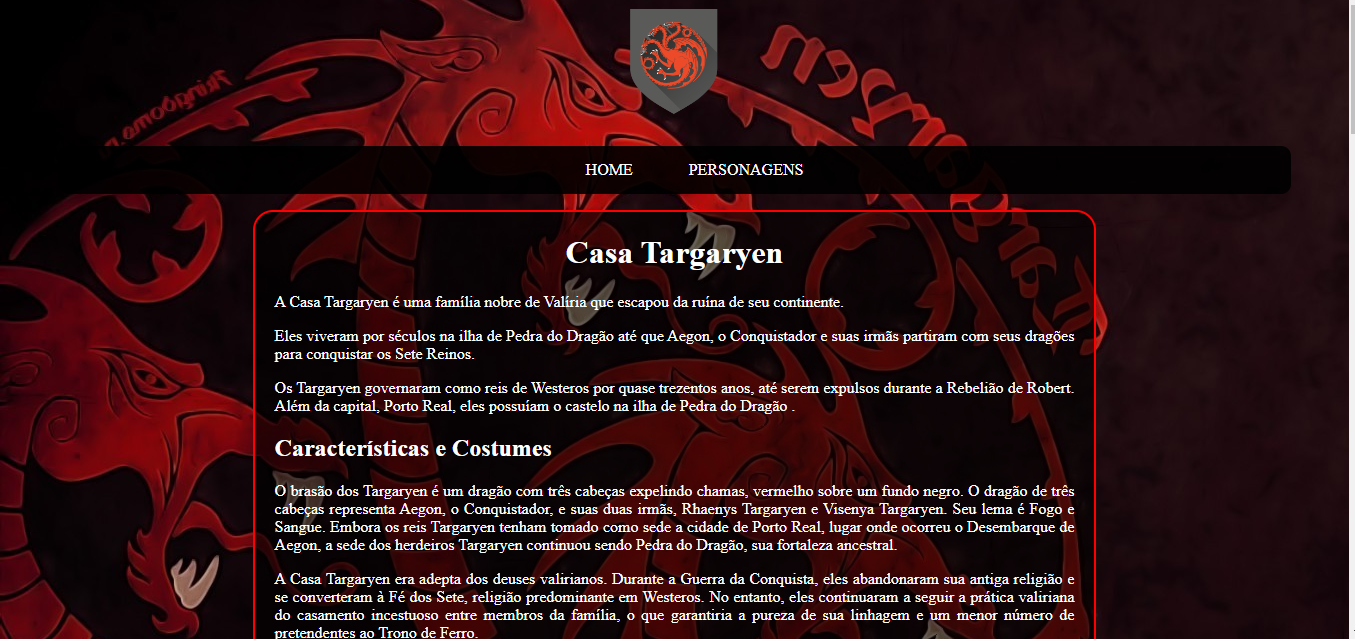 Kingdoms.
Targaryen
HOME PERSONAGENS
Casa Targaryen
A Casa Targaryen é uma família nobre de Valíria que escapou da ruína de seu continente.
Eles viveram por séculos na ilha de Pedra do Dragão até que Aegon, o Conquistador e suas irmãs partiram com seus dragões
para conquistar os Sete Reinos.
Os Targaryen governaram como reis de Westeros por quase trezentos anos, até serem expulsos durante a Rebelião de Robert.
Além da capital, Porto Real, eles possuíam o castelo na ilha de Pedra do Dragão .
Características e Costumes
O brasão dos Targaryen é um dragão com três cabeças expelindo chamas, vermelho sobre um fundo negro. O dragão de três
cabeças representa Aegon, o Conquistador, e suas duas irmãs, Rhaenys Targaryen e Visenya Targaryen. Seu lema é Fogo e
Sangue. Embora os reis Targaryen tenham tomado como sede a cidade de Porto Real, lugar onde ocorreu o Desembarque de
Aegon, a sede dos herdeiros Targaryen continuou sendo Pedra do Dragão, sua fortaleza ancestral.
A Casa Targaryen era adepta dos deuses valirianos. Durante a Guerra da Conquista, eles abandonaram sua antiga religião e
se converteram à Fé dos Sete, religião predominante em Westeros. No entanto, eles continuaram a seguir a prática valiriana
do casamento incestuoso entre membros da família, o que garantiria a pureza de sua linhagem e um menor número de
pretendentes ao Trono de Ferro.